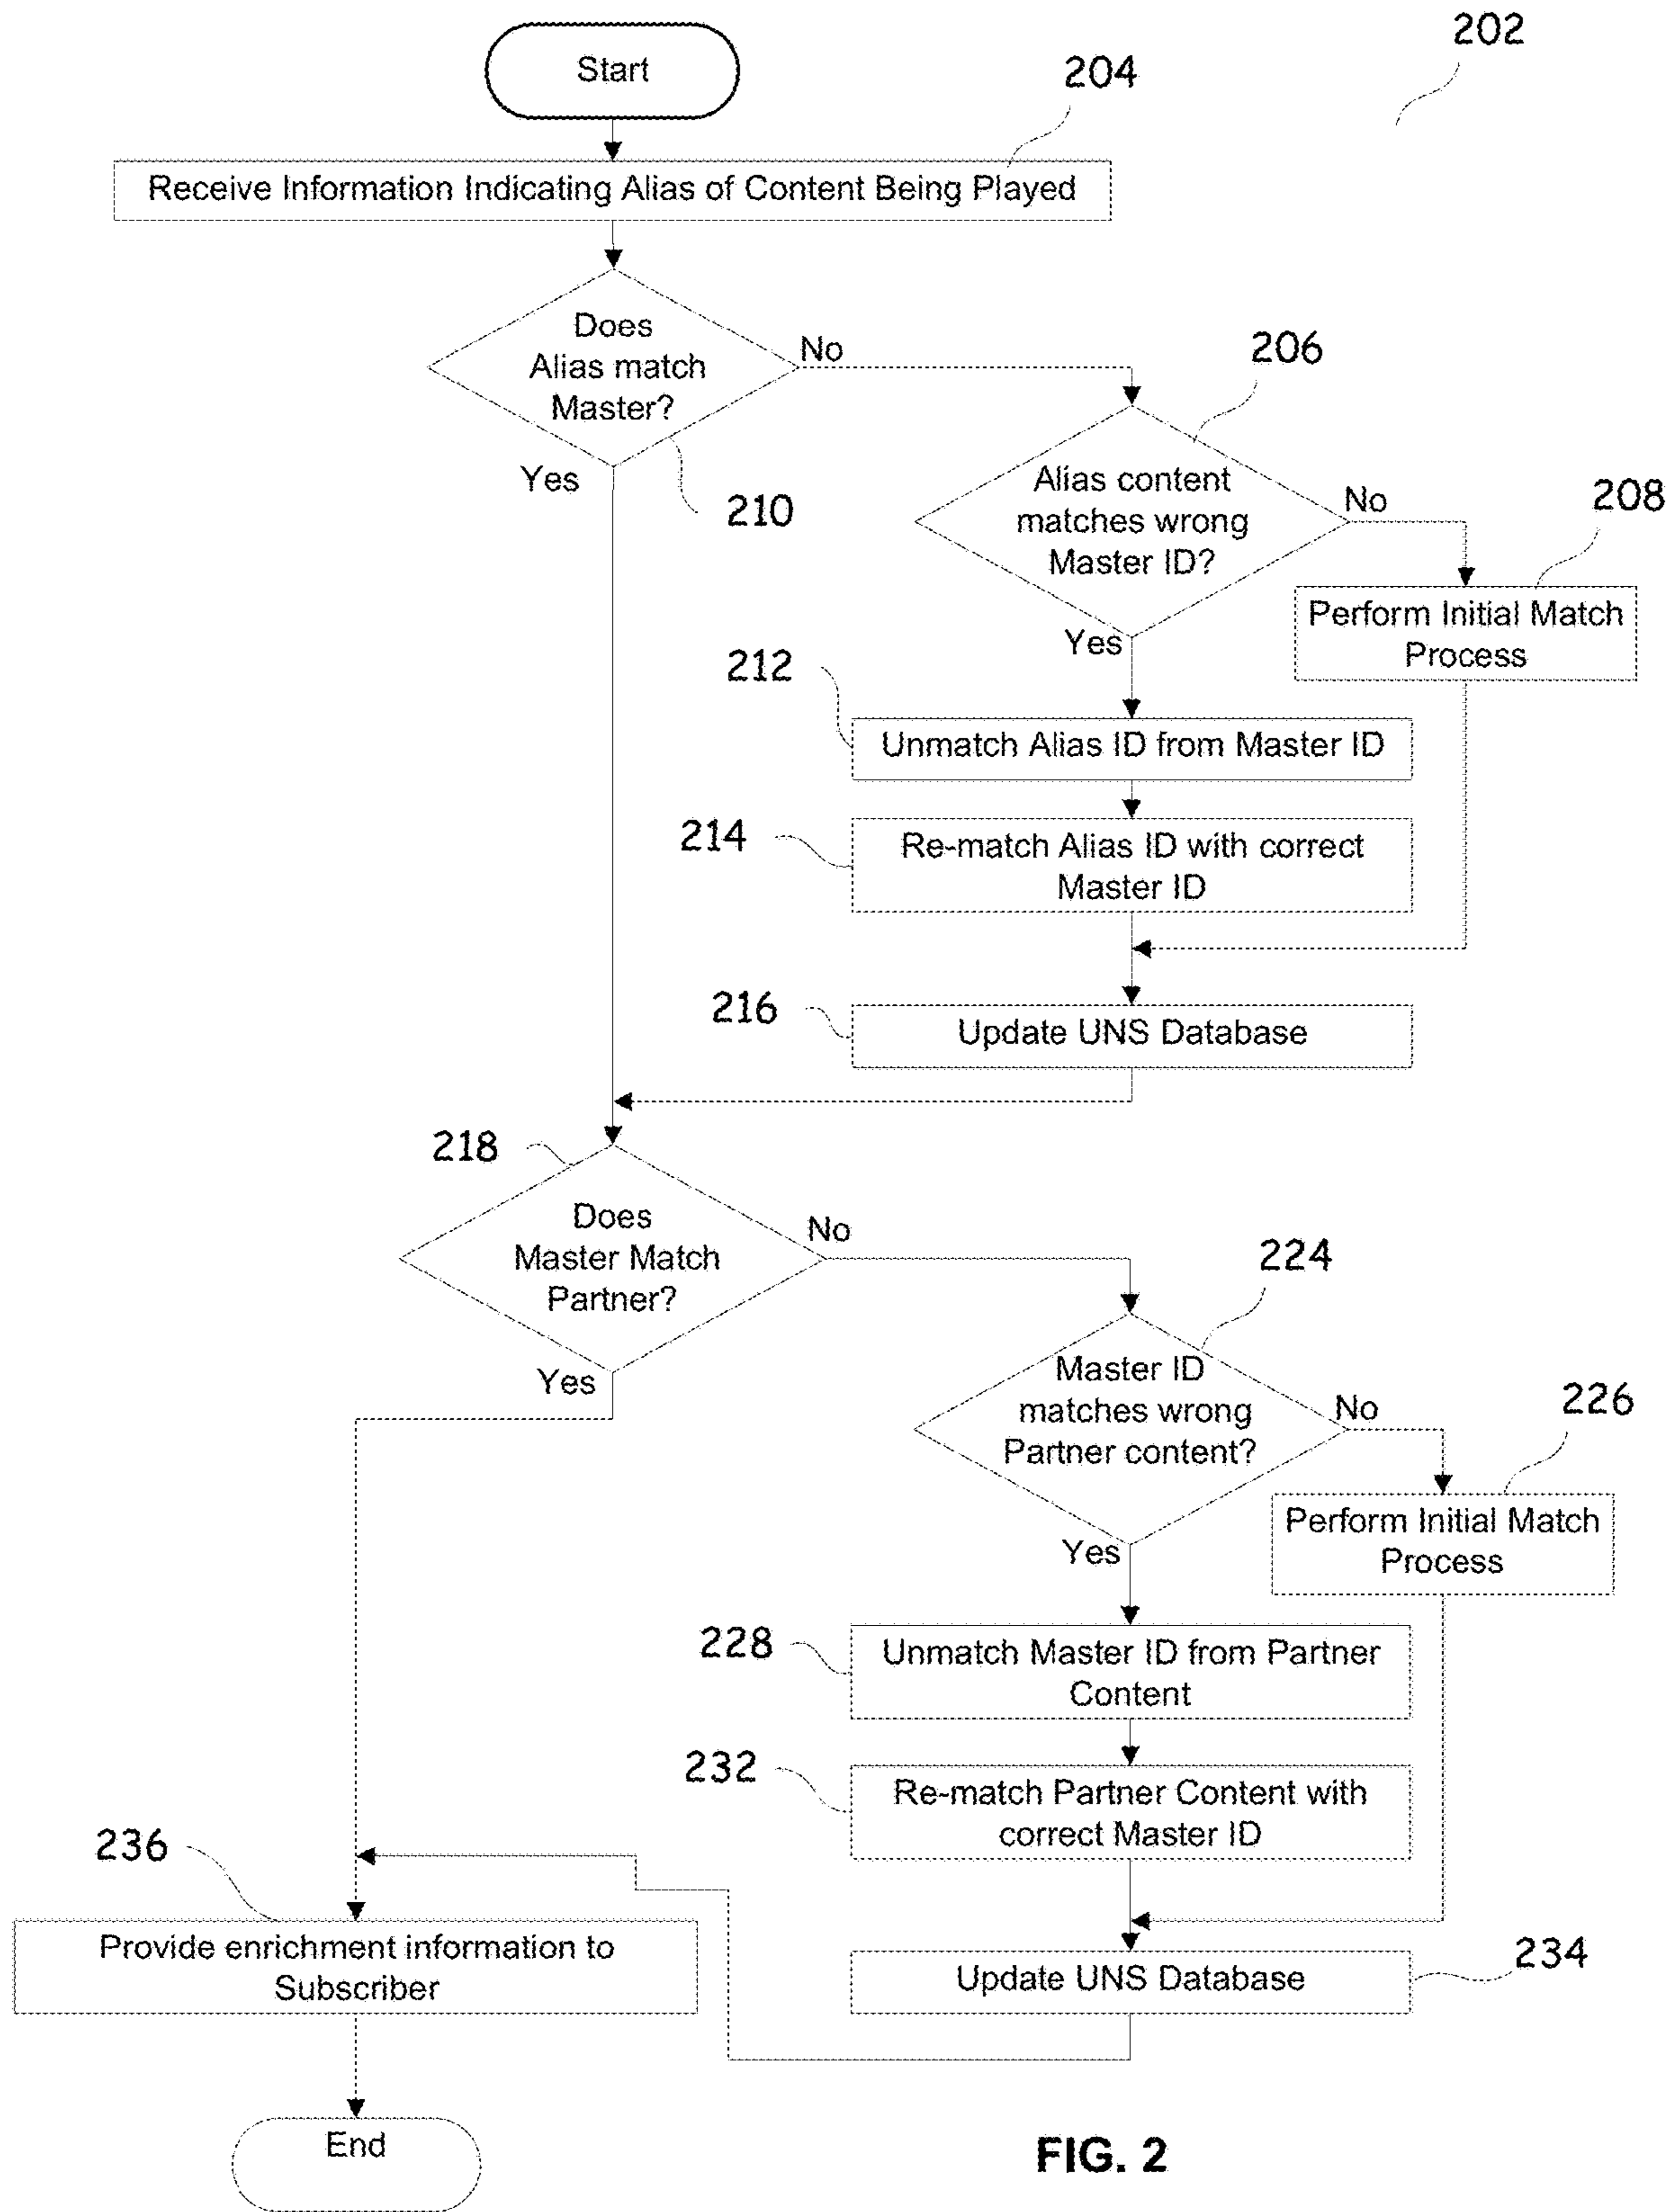 202
Start
204
Receive Information Indicating Alias of Content Being Played
Does
Alias match
Master?
No
Yes
210
206
Alias content
matches wrong
Master ID?
No
Yes
208
Perform Initial Match
Process
212
Unmatch Alias ID from Master ID
214
Re-match Alias ID with correct
Master ID
216
Update UNS Database
218
Does
Master Match
Partner?
No
Yes
224
Master ID
matches wrong
Partner content?
No
Yes
226
Perform Initial Match
Process
228
Unmatch Master ID from Partner
Content
232
Re-match Partner Content with
correct Master ID
234
Update UNS Database
236
Provide enrichment information to
Subscriber
End
FIG. 2